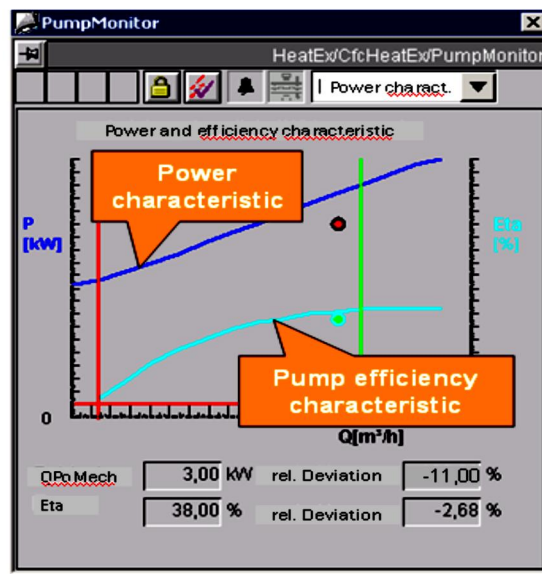 PumpMonitor
HeatEx/CfcHeatEx/PumpMonitor
Power charact.
Power and efficiency characteristic
Power
characteristic
P
[kW]
Eta
[%]
Pump efficiency
characteristic
0
Q[m³/h]
QPoMech 3,00 kW rel. Deviation -11,00 %
Eta 38,00 % rel. Deviation -2,68 %